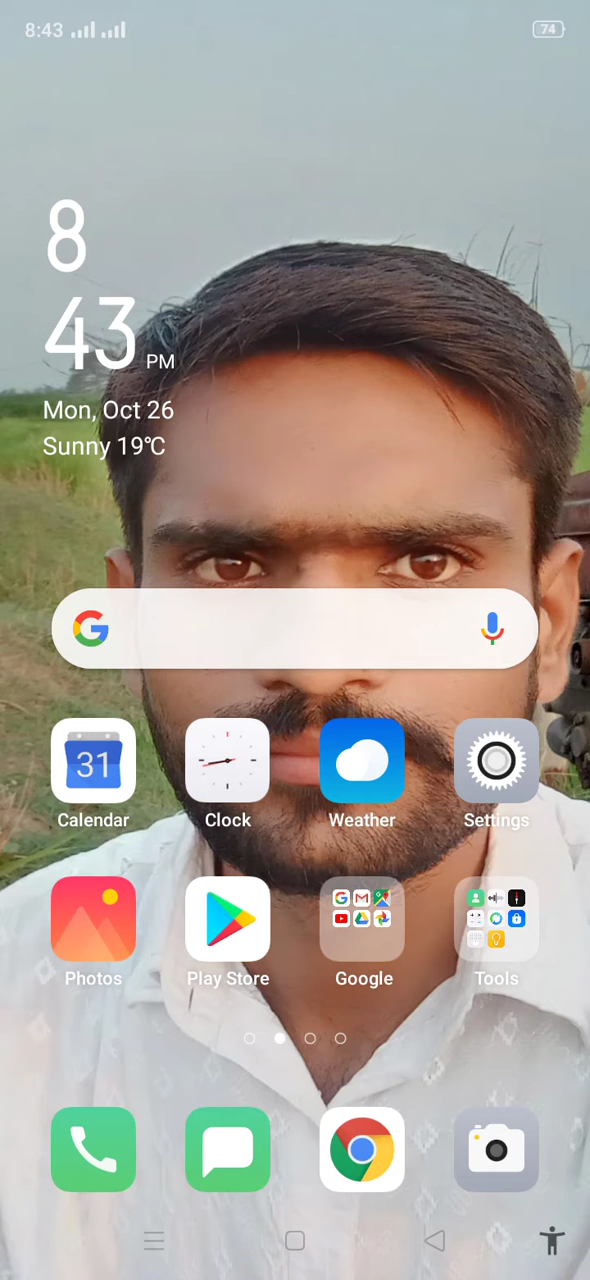 8:43
74
8
43 PM
Mon, Oct 26
Sunny 19℃
31
Calendar
Clock
Weather
Settings
Photos
Play Store
Google
Tools